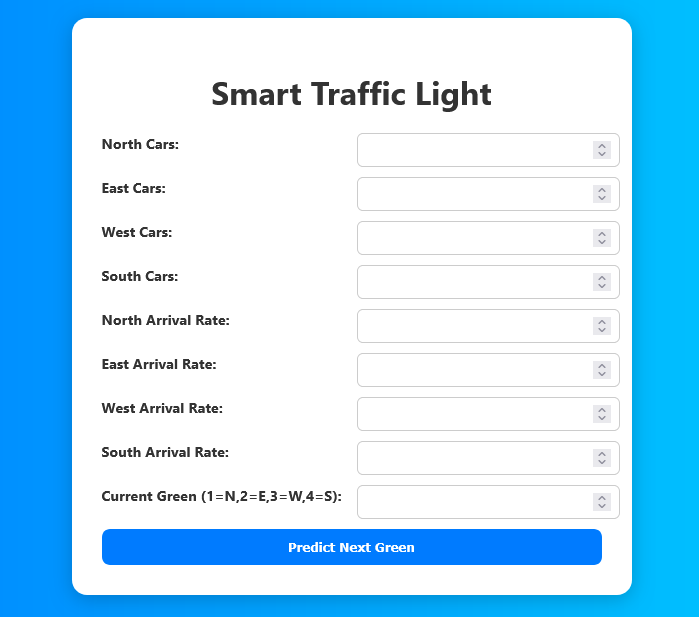 Smart Traffic Light
North Cars:
East Cars:
West Cars:
South Cars:
North Arrival Rate:
East Arrival Rate:
West Arrival Rate:
South Arrival Rate:
Current Green (1=N,2=E,3=W,4=S):
Predict Next Green